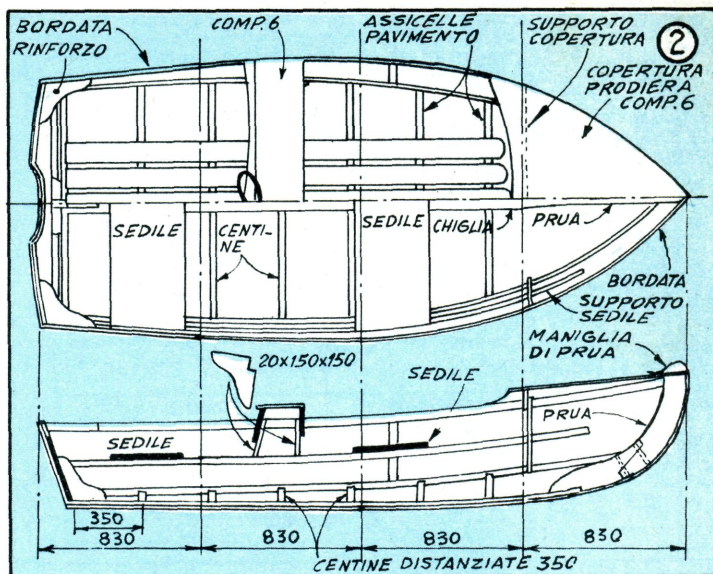 BORDATA
RINFORZO
COMP.6
ASSICELLE
PAVIMENTO
SUPPORTO
COPERTURA
2
COPERTURA
PRODIERA
COMP.6
SEDILE
CENTI-
NE
SEDILE
CHIGLIA
PRUA
BORDATA
SUPPORTO
SEDILE
MANIGLIA
DI PRUA
20x150x150
SEDILE
SEDILE
PRUA
350
830
830
830
830
CENTINE DISTANZIATE 350